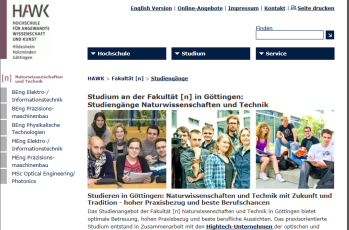 HAWK
HOCHSCHULE
FÜR ANGEWANDTE
WISSENSCHAFT
UND KUNST
Hildesheim
Holzminden
Göttingen
English Version | Online-Angebote | Impressum | Kontakt | Seite drucken
Finden
Hochschule
Studium
Service
[n] Naturwissenschaften
und Technik
BEng Elektro-/
Informationstechnik
BEng Präzisions-
maschinenbau
BEng Physikalische
Technologien
MEng Elektro-/
Informationstechnik
MEng Präzisions-
maschinenbau
MSc Optical Engineering/
Photonics
HAWK > Fakultät [n] > Studiengänge
Studium an der Fakultät [n] in Göttingen:
Studiengänge Naturwissenschaften und Technik
Studieren in Göttingen: Naturwissenschaften und Technik mit Zukunft und
Tradition - hoher Praxisbezug und beste Berufschancen
Das Studienangebot der Fakultät [n] Naturwissenschaften und Technik in Göttingen bietet
optimale Betreuung, hohen Praxisbezug und beste berufliche Aussichten. Das praxisorientierte
Studium entstand in Zusammenarbeit mit den Hightech-Unternehmen der optischen und